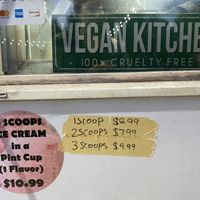 VEGAN KITCHE
100% CRUELTY FREE
SCOOPS
CE CREAM
in a
Pint Cup
(1 Flavor)
$10.99
1 SCOOP $6.99
2 SCOOPS $7.99
3 SCOOPS $9.99